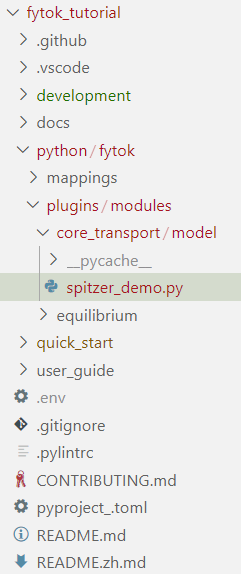 fytok_tutorial
.github
.vscode
development
docs
python / fytok
mappings
plugins / modules
core_transport / model
__pycache__
spitzer_demo.py
equilibrium
quick_start
user_guide
.env
.gitignore
.pylintrc
CONTRIBUTING.md
pyproject_.toml
README.md
README.zh.md